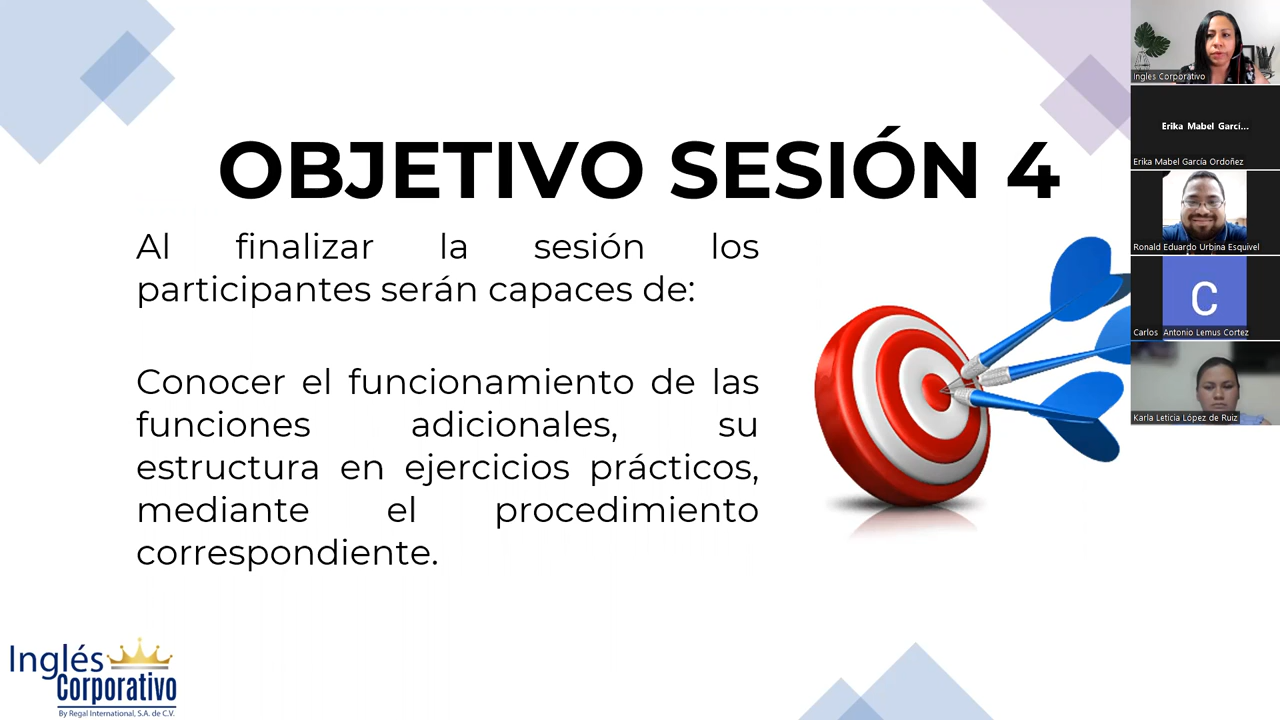 OBJETIVO SESIÓN 4
Al finalizar la sesión los
participantes serán capaces de:
Conocer el funcionamiento de las
funciones adicionales, su
estructura en ejercicios prácticos,
mediante el procedimiento
correspondiente.
Inglés
Corporativo
By Regal International, S.A. de C.V.
Ingles Corporativo
Erika Mabel Garcí...
Erika Mabel García Ordoñez
Ronald Eduardo Urbina Esquivel
C
Carlos Antonio Lemus Cortez
Karla Leticia López de Ruiz